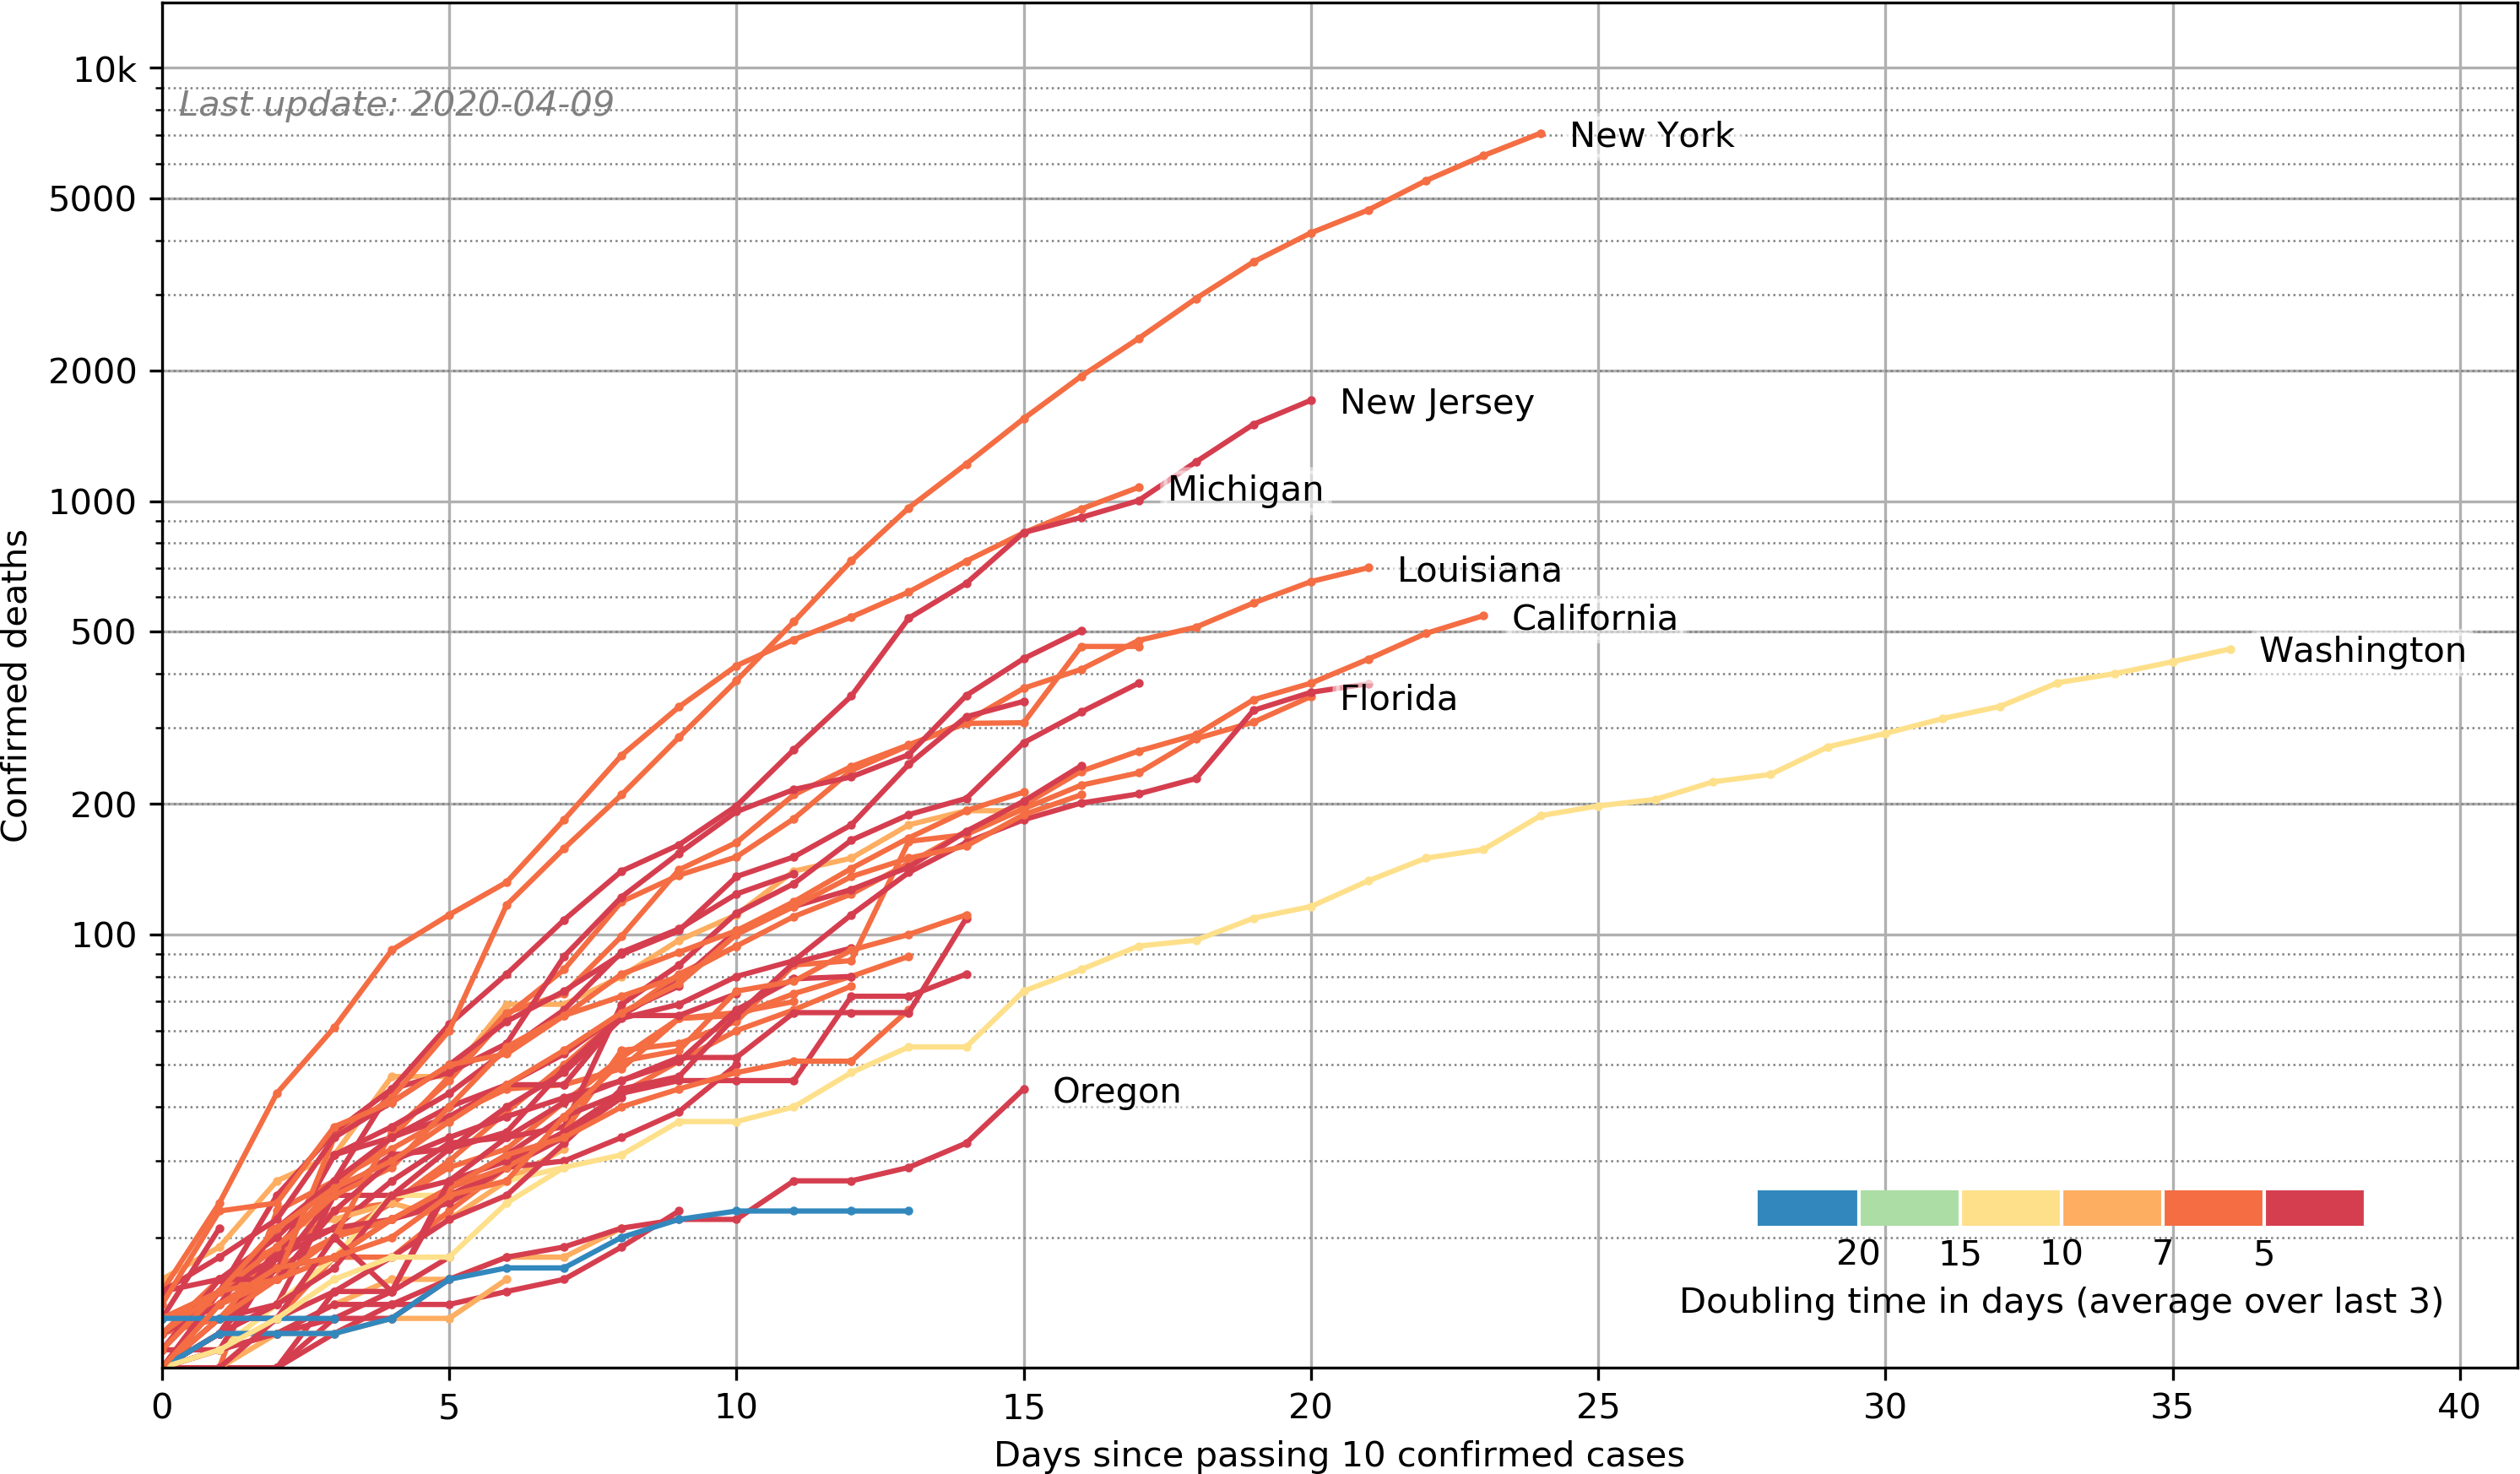 10k
Last update: 2020-04-09
New York
5000
2000
New Jersey
Michigan
1000
Louisiana
California
500
Washington
Florida
200
100
Oregon
Confirmed deaths
20 15 10 7 5
Doubling time in days (average over last 3)
0 5 10 15 20 25 30 35 40
Days since passing 10 confirmed cases